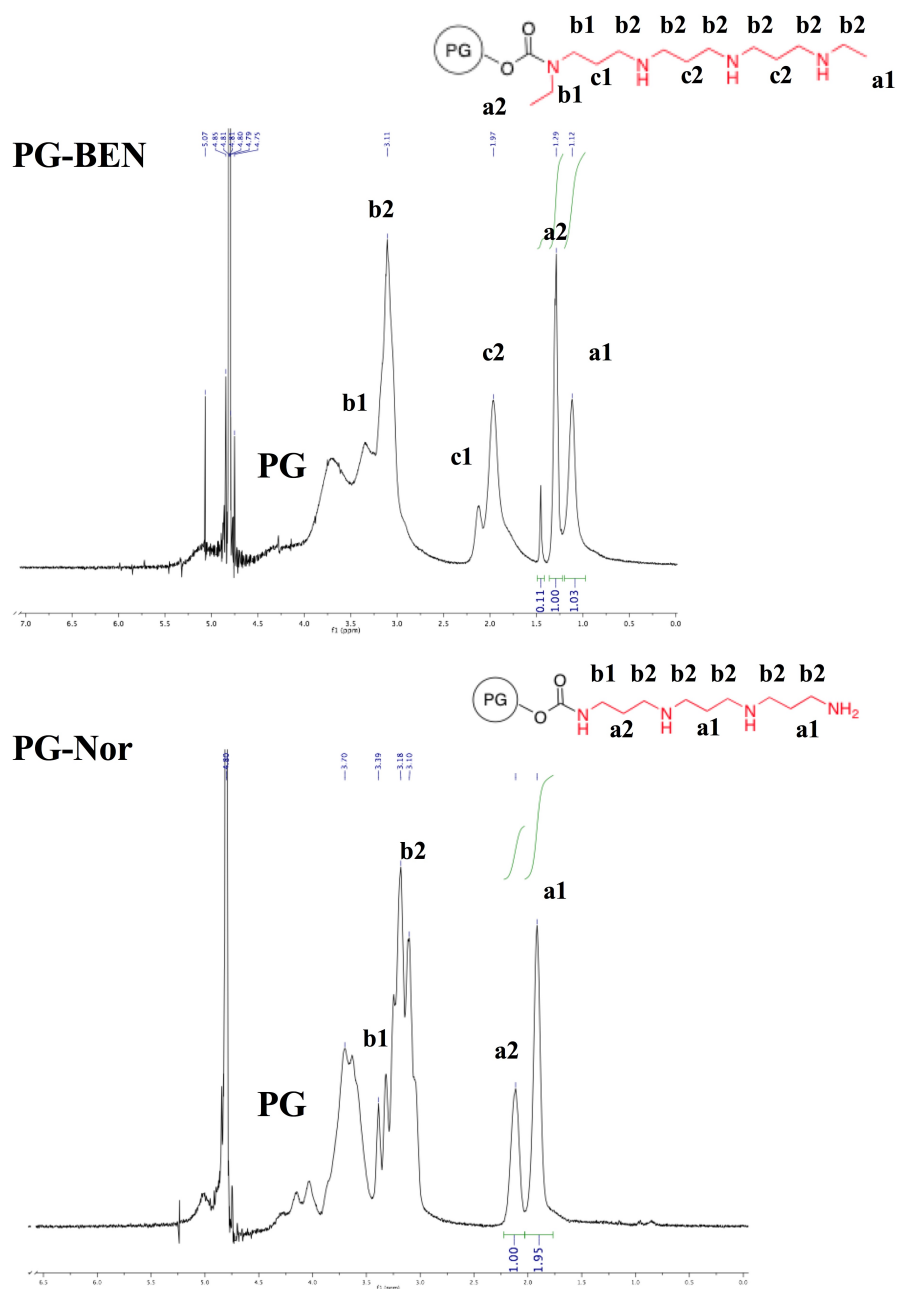 b1 b2 b2 b2 b2 b2
O
PG
O
N
N
H
N
H
N
H
c1 c2 c2
a2 b1 a1
PG-BEN
5.07
4.85
4.81
4.81
4.80
4.79
4.75
3.11
1.97
1.29
1.12
b2
a2
c2
a1
b1
c1
PG
0.11
1.00
1.03
7.0 6.5 6.0 5.5 5.0 4.5 4.0 3.5 3.0 2.5 2.0 1.5 1.0 0.5 0.0
f1 (ppm)
b1 b2 b2 b2 b2 b2
O
PG
O
N
H
N
H
N
H
NH2
a2 a1 a1
PG-Nor
4.80
3.70
3.39
3.18
3.10
b2
a1
b1
a2
PG
1.00
1.95
6.5 6.0 5.5 5.0 4.5 4.0 3.5 3.0 2.5 2.0 1.5 1.0 0.5 0.0
f1 (ppm)